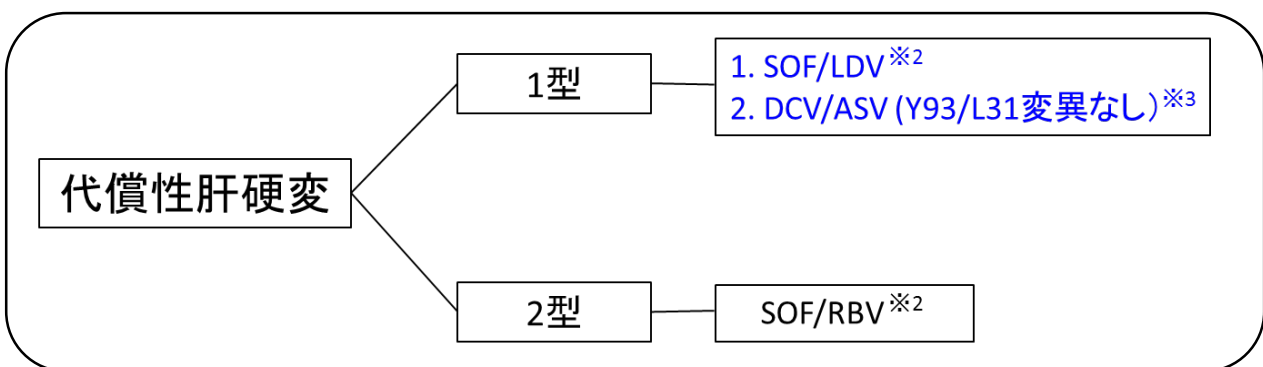 代償性肝硬変
1型
1. SOF/LDV※2
2. DCV/ASV (Y93/L31変異なし）※3
2型
SOF/RBV※2